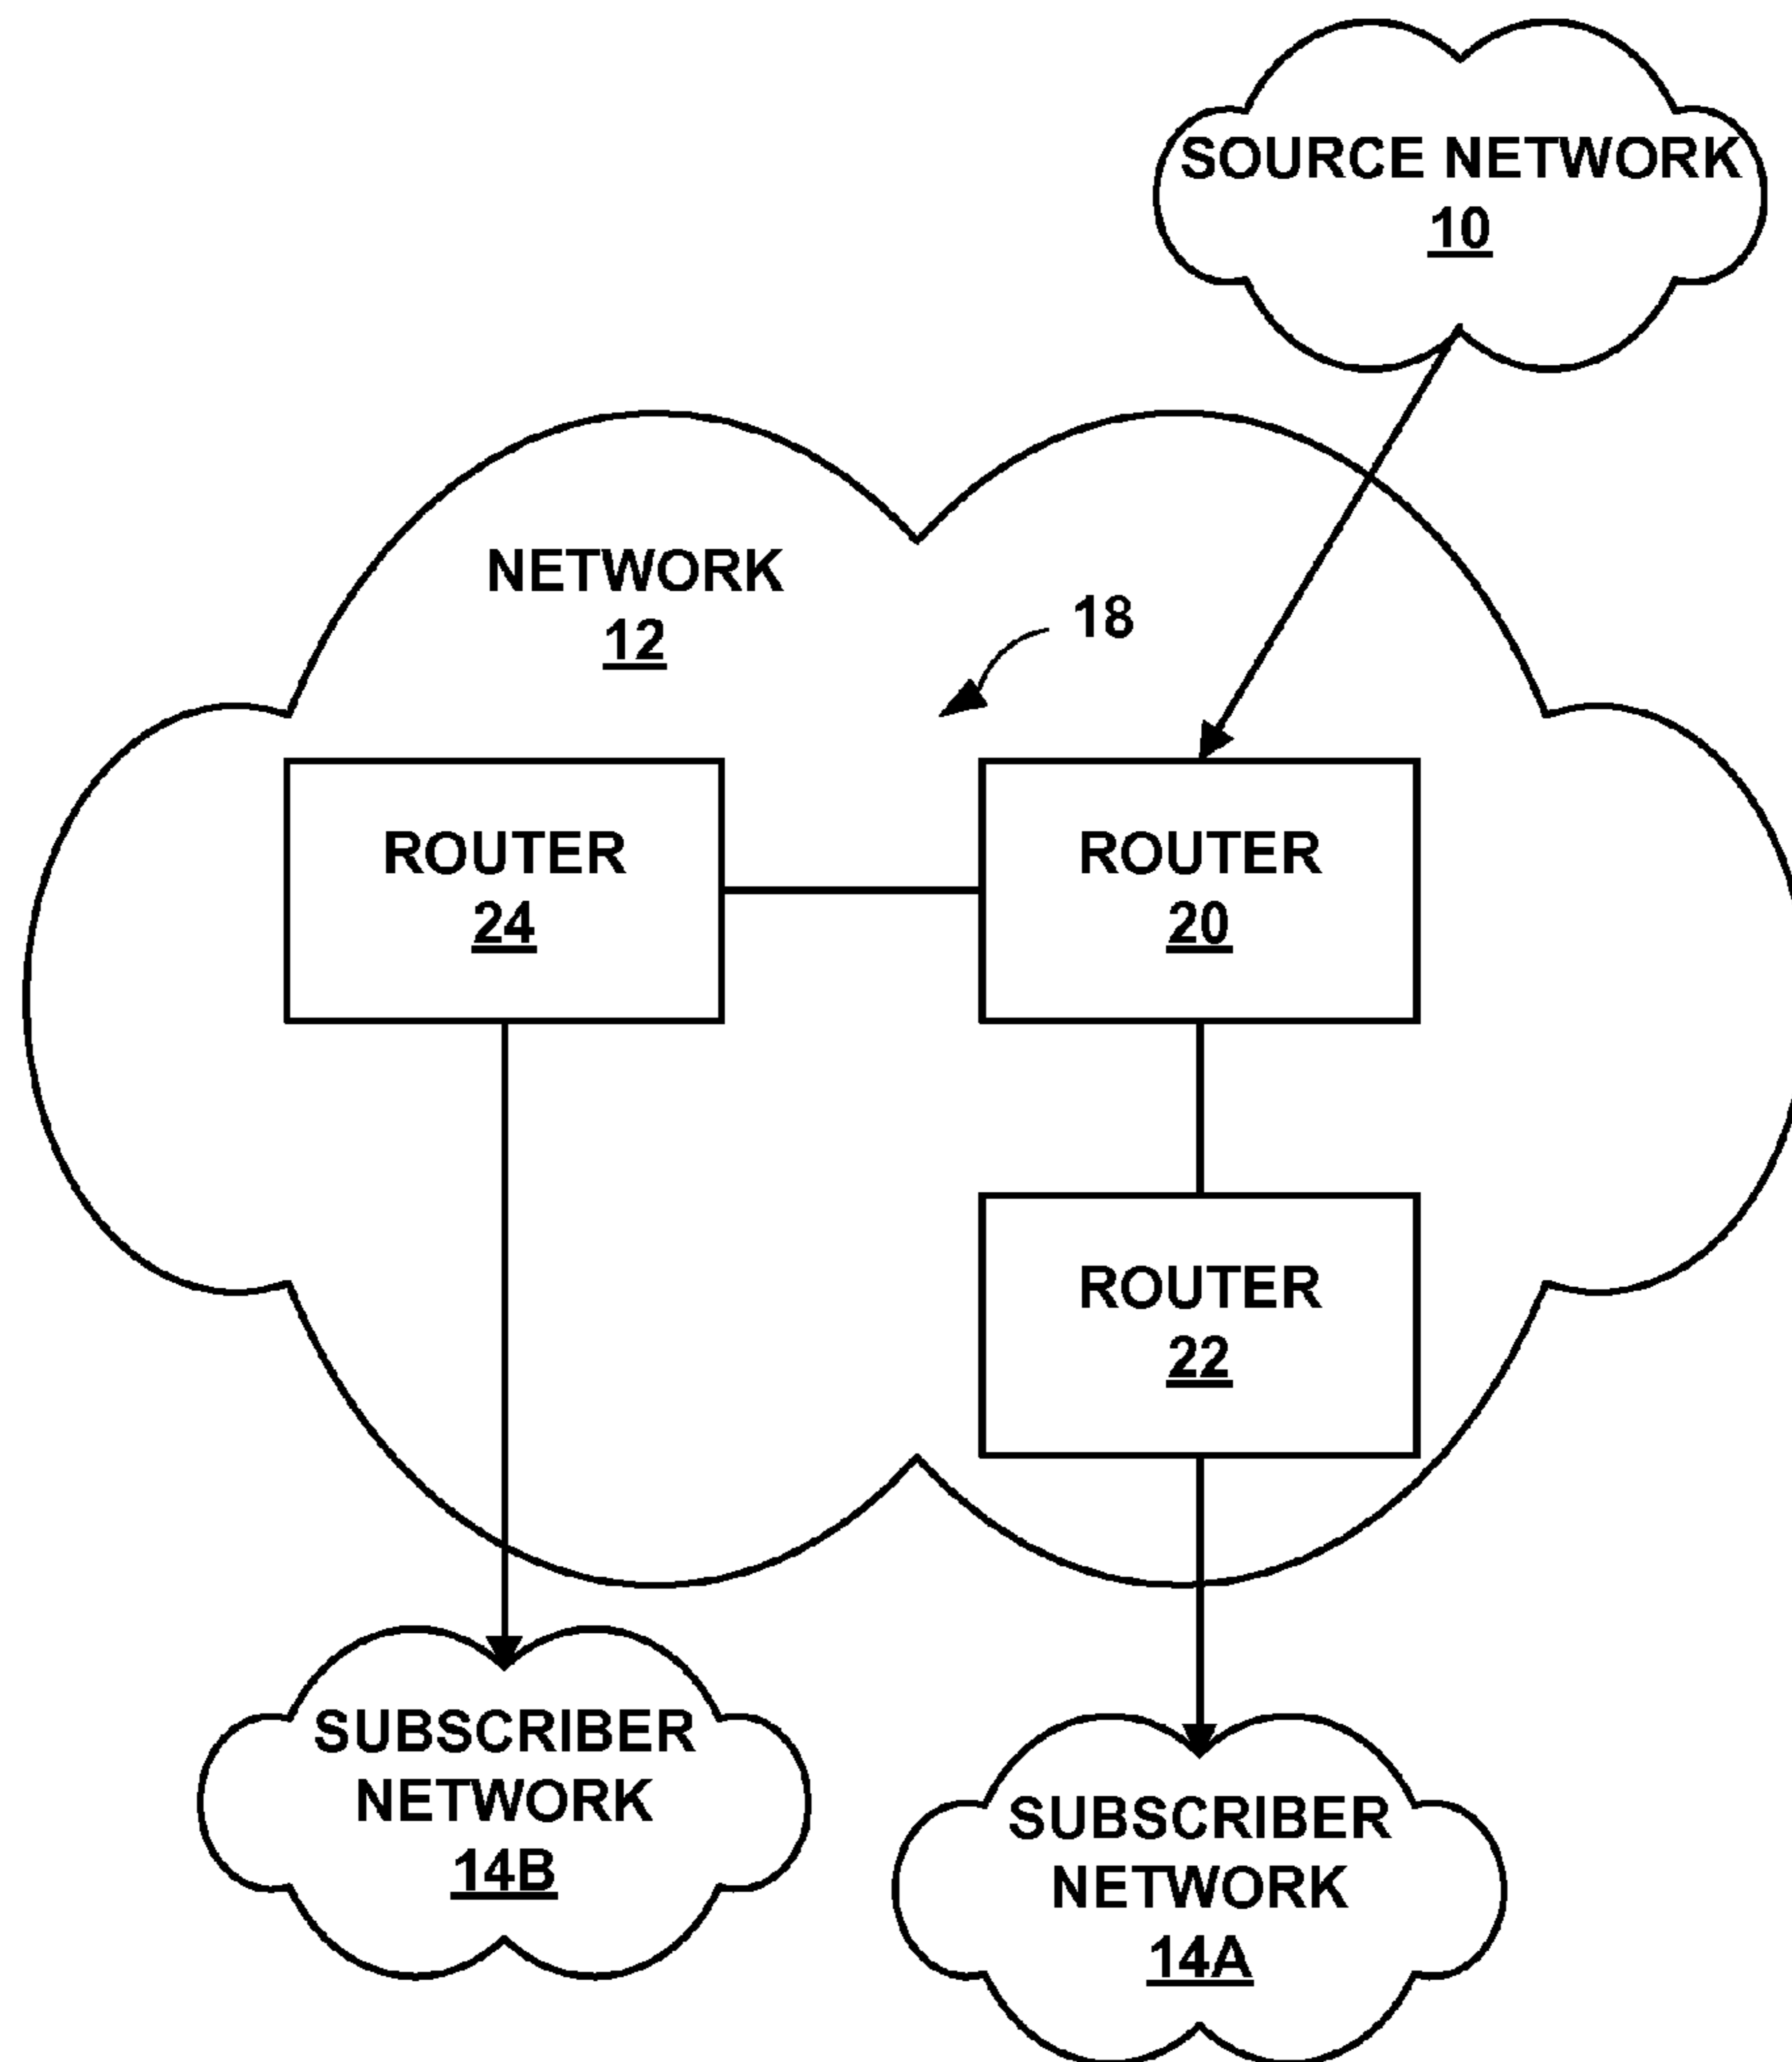 SOURCE NETWORK
10
NETWORK
12
18
ROUTER
24
ROUTER
20
ROUTER
22
SUBSCRIBER
NETWORK
14B
SUBSCRIBER
NETWORK
14A